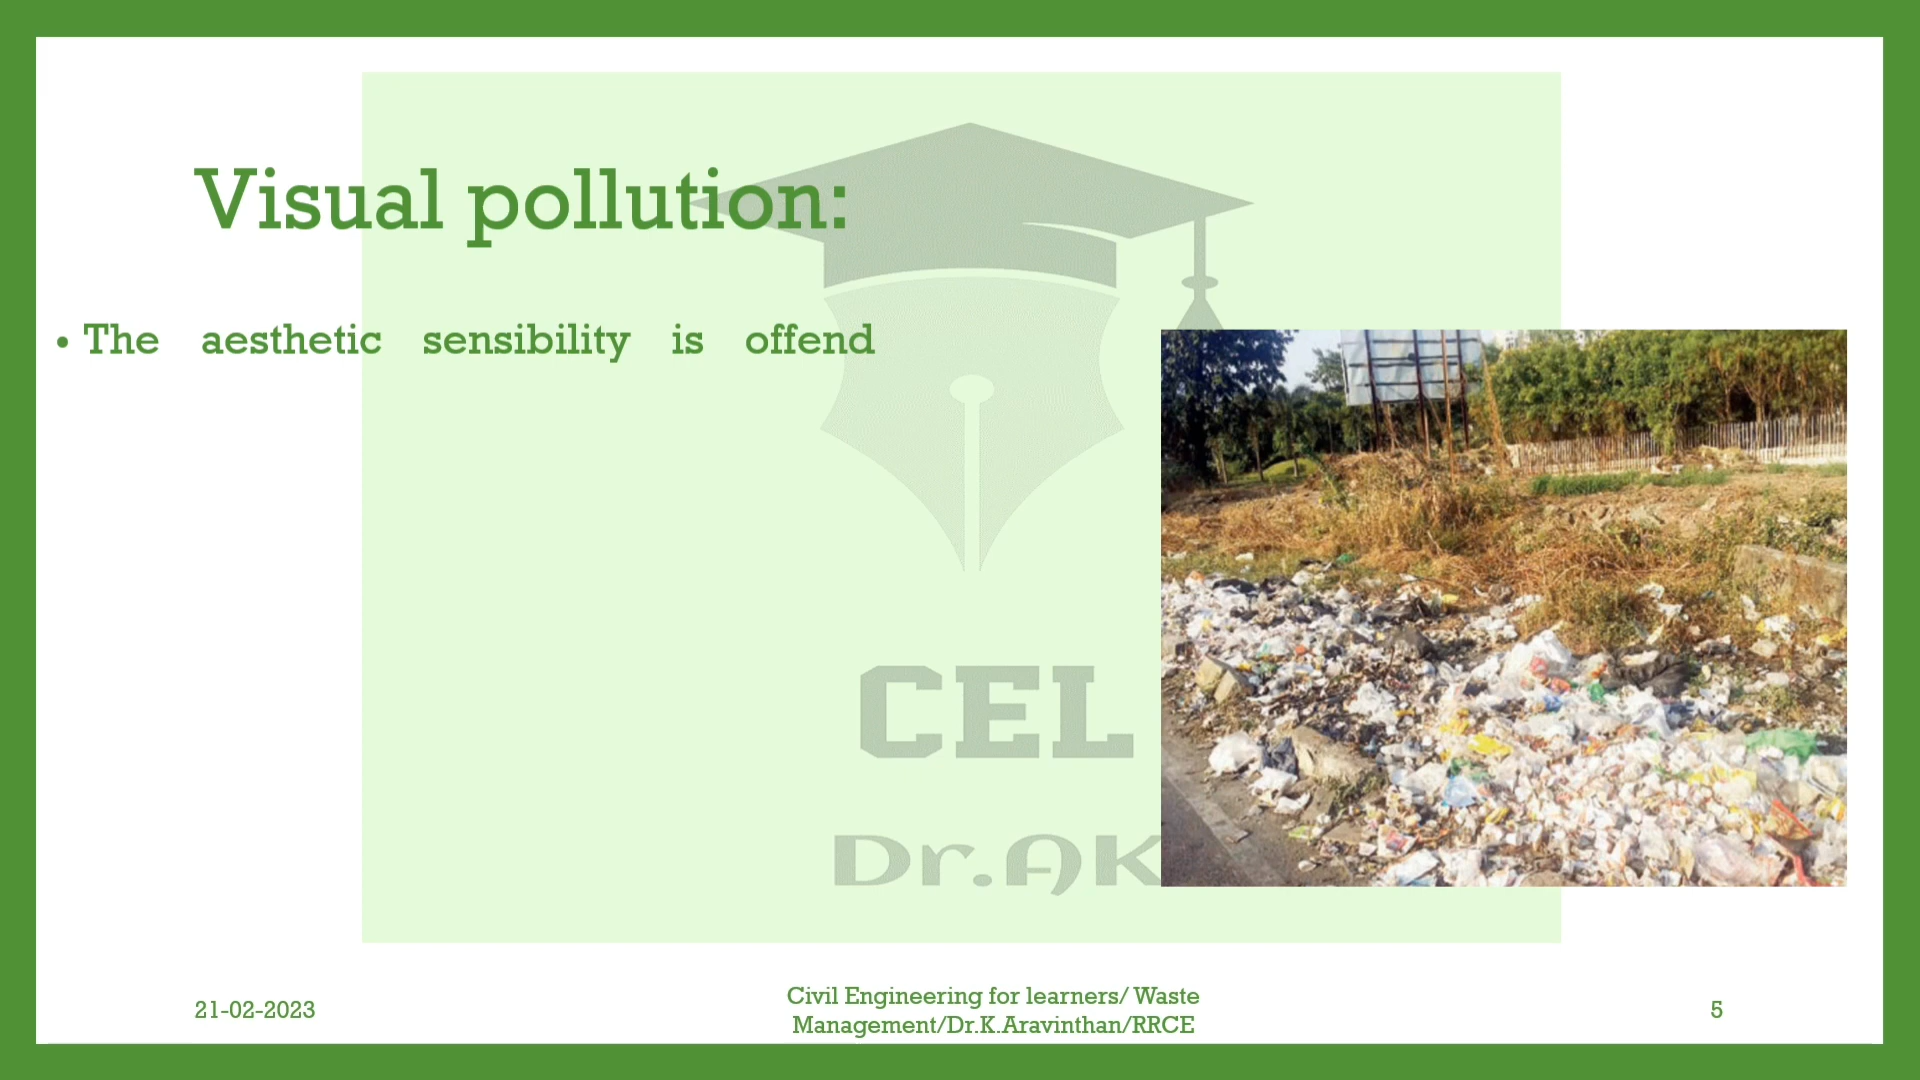 Visual pollution:
• The aesthetic sensibility is offend
CEL
Dr.AK
21-02-2023
Civil Engineering for learners/ Waste
Management/Dr.K.Aravinthan/RRCE
5